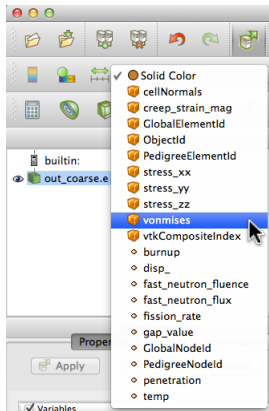 Solid Color
cellNormals
creep_strain_mag
GlobalElementId
ObjectId
PedigreeElementId
stress_xx
stress_yy
stress_zz
vonmises
vtkCompositeIndex
burnup
disp_
fast_neutron_fluence
fast_neutron_flux
fission_rate
gap_value
GlobalNodeId
PedigreeNodeId
penetration
temp
builtin:
out_coarse.e
Proper
Apply
Variables